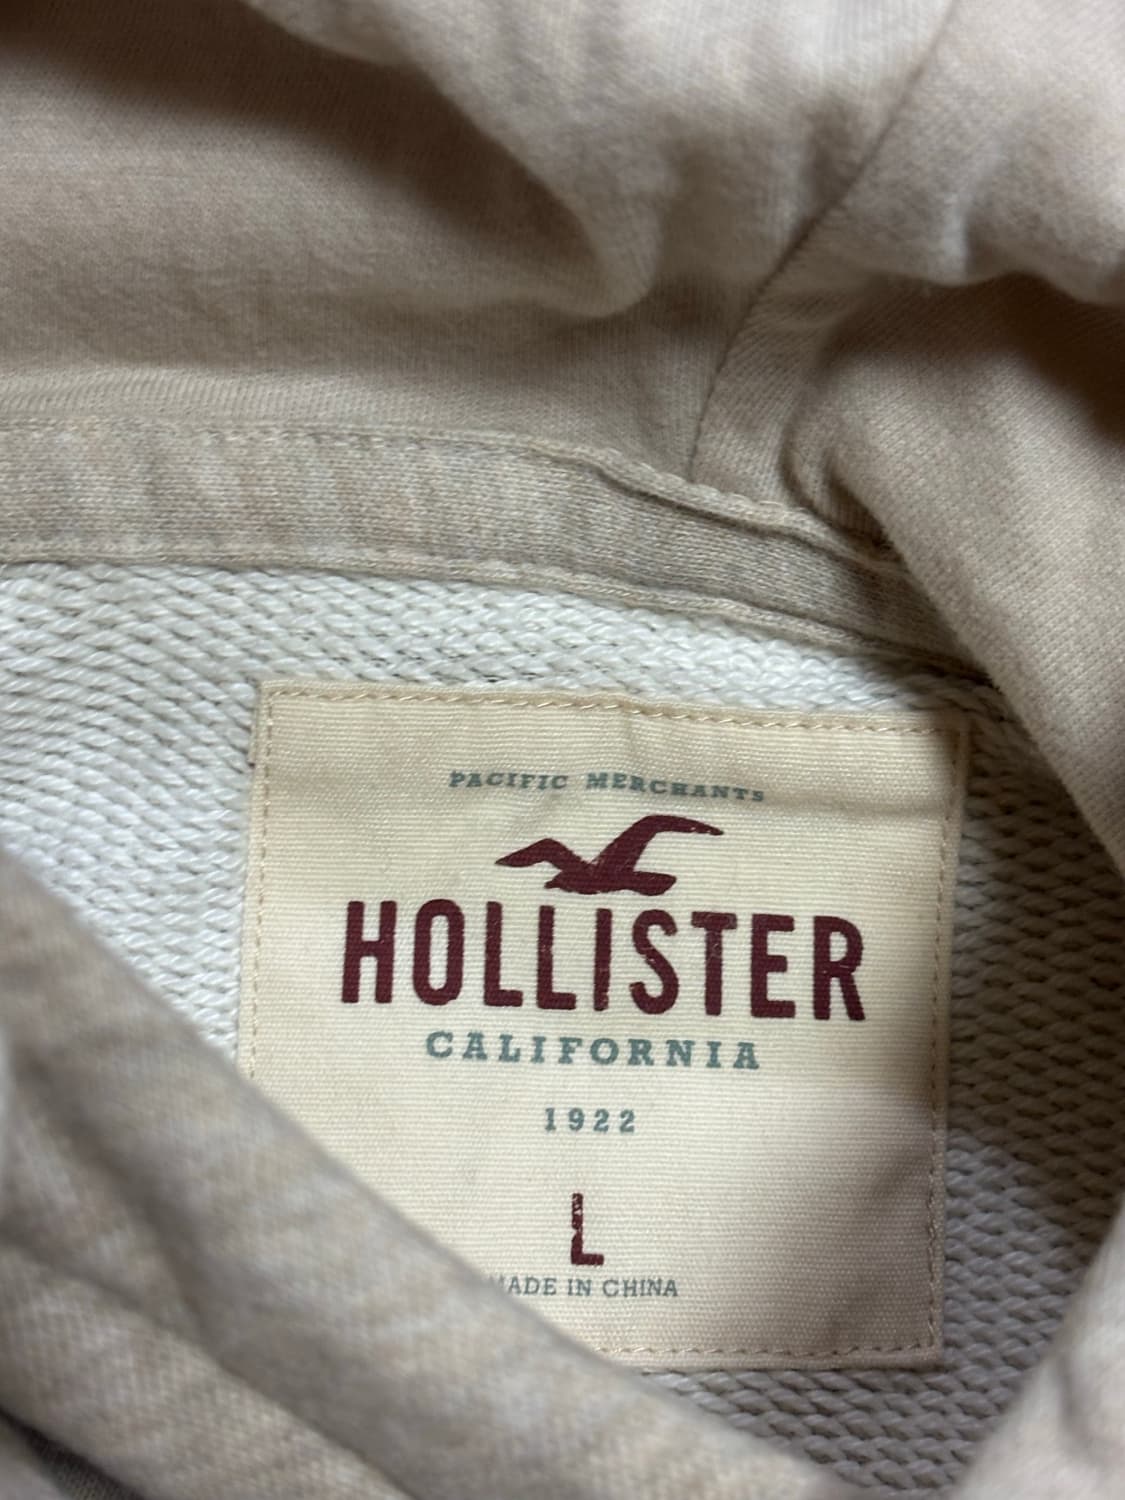 PACIFIC MERCHANTS
HOLLISTER
CALIFORNIA
1922
L
MADE IN CHINA